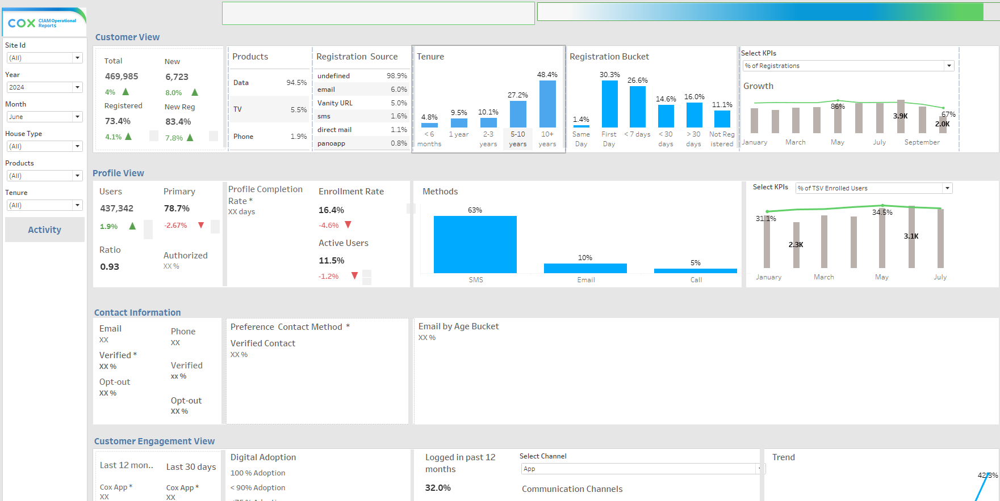 COX CIAM Operational
Reports
Site Id
(All)
Year
2024
Month
June
House Type
(All)
Products
(All)
Tenure
(All)
Activity
Customer View
Total
469,985
4%
New
6,723
8.0%
Registered
73.4%
4.1%
New Reg
83.4%
7.8%
Products
Data 94.5%
TV 5.5%
Phone 1.9%
Registration Source
undefined 98.9%
email 6.0%
Vanity URL 5.0%
sms 1.6%
direct mail 1.1%
panoapp 0.8%
Tenure
4.8% 9.5% 10.1% 27.2% 48.4%
< 6 1 year 2-3 5-10 10+
months years years years
Registration Bucket
1.4% 30.3% 26.6% 14.6% 16.0% 11.1%
Same First < 7 days < 30 > 30 Not Reg
Day Day days days istered
Select KPIs
% of Registrations
Growth
86% 67%
3.9K 2.0K
January March May July September
Profile View
Users
437,342
1.9%
Primary
78.7%
-2.67%
Ratio
0.93
Authorized
XX %
Profile Completion
Rate *
XX days
Enrollment Rate
16.4%
-4.6%
Active Users
11.5%
-1.2%
Methods
63% 10% 5%
SMS Email Call
Select KPIs
% of TSV Enrolled Users
31.1% 34.5%
2.3K 3.1K
January March May July
Contact Information
Email
XX
Verified *
XX %
Opt-out
XX %
Phone
XX
Verified
xx %
Opt-out
XX %
Preference Contact Method *
Verified Contact
XX %
Email by Age Bucket
XX %
Customer Engagement View
Last 12 mon..
Cox App *
XX
Last 30 days
Cox App *
XX
Digital Adoption
100 % Adoption
< 90% Adoption
Logged in past 12
months
32.0%
Select Channel
App
Communication Channels
Trend
42.3%